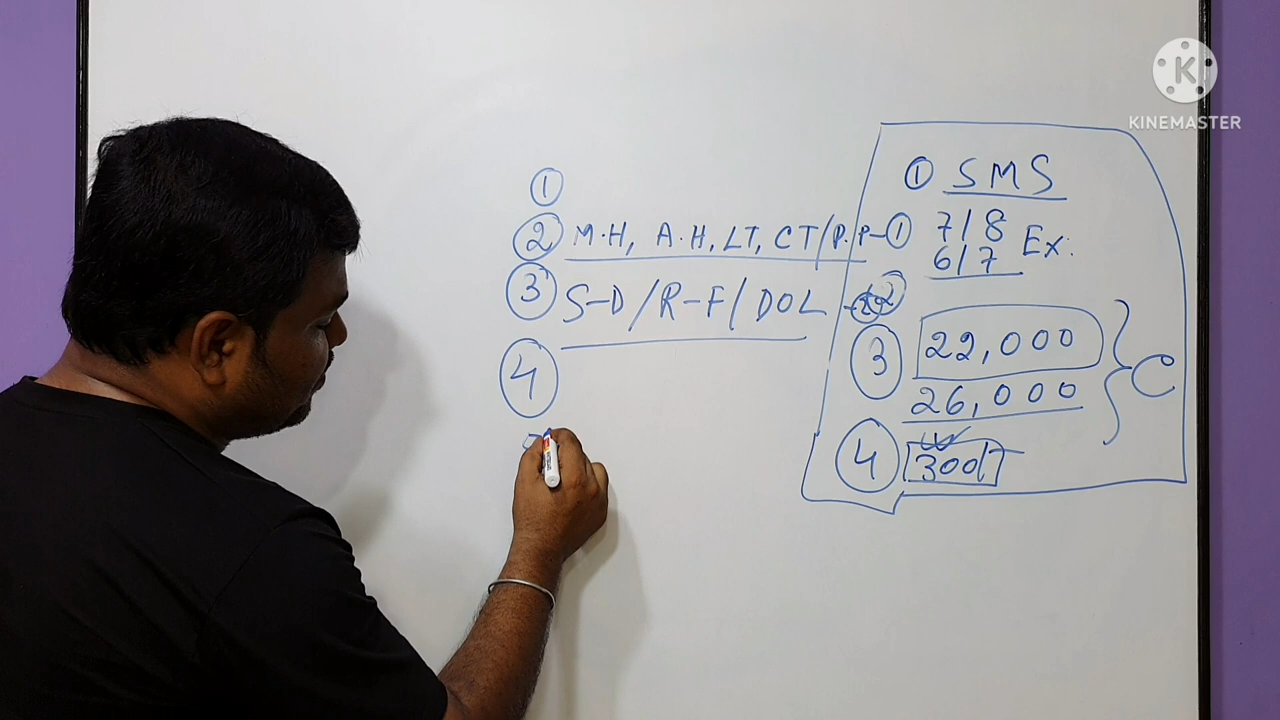 K
KINEMASTER
①
② M.H, A.H, LT, CT/P.P-①
③ S-D/R-F/DOL -②
④
① SMS
7/8
6/7 Ex:
③ 22,000
26,000 } C
④ 300/-